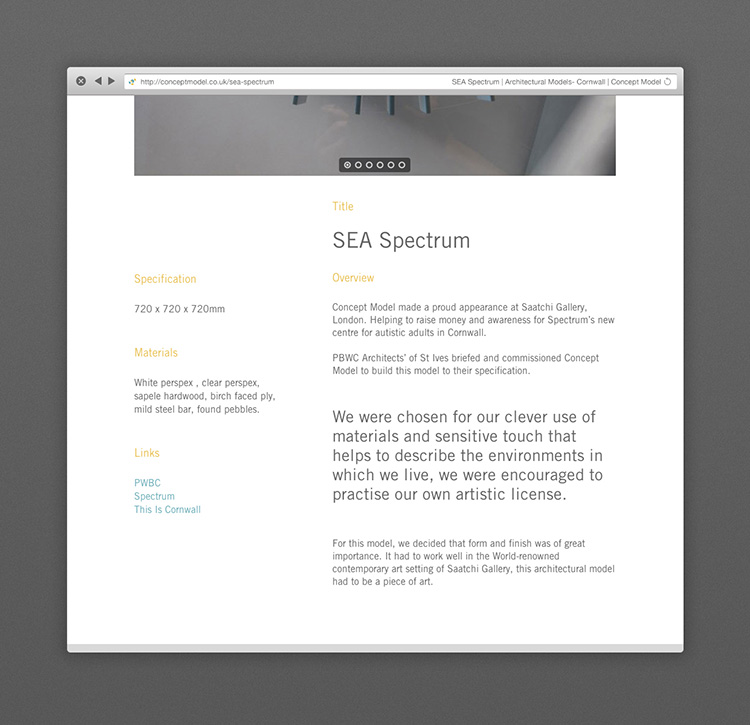 http://conceptmodel.co.uk/sea-spectrum
SEA Spectrum | Architectural Models- Cornwall | Concept Model
Title
SEA Spectrum
Specification
720 x 720 x 720mm
Materials
White perspex , clear perspex,
sapele hardwood, birch faced ply,
mild steel bar, found pebbles.
Links
PWBC
Spectrum
This Is Cornwall
Overview
Concept Model made a proud appearance at Saatchi Gallery,
London. Helping to raise money and awareness for Spectrum's new
centre for autistic adults in Cornwall.
PBWC Architects' of St Ives briefed and commissioned Concept
Model to build this model to their specification.
We were chosen for our clever use of
materials and sensitive touch that
helps to describe the environments in
which we live, we were encouraged to
practise our own artistic license.
For this model, we decided that form and finish was of great
importance. It had to work well in the World-renowned
contemporary art setting of Saatchi Gallery, this architectural model
had to be a piece of art.